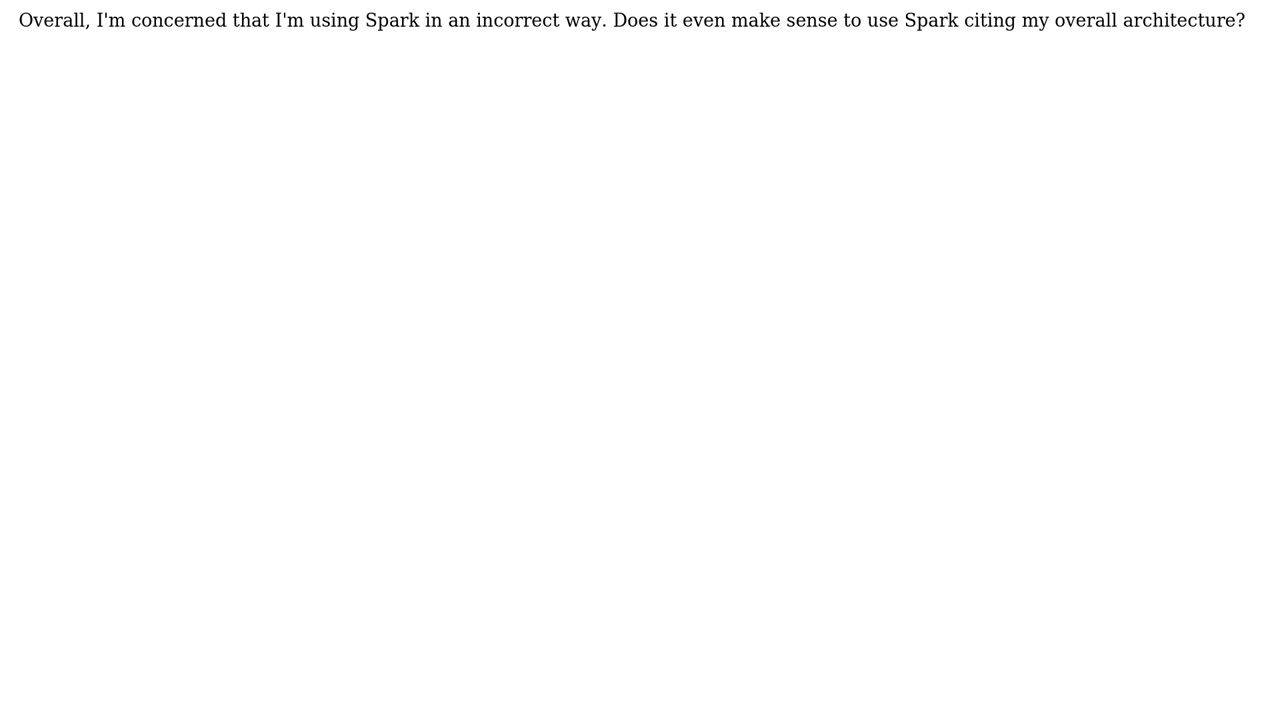 Overall, I'm concerned that I'm using Spark in an incorrect way. Does it even make sense to use Spark citing my overall architecture?